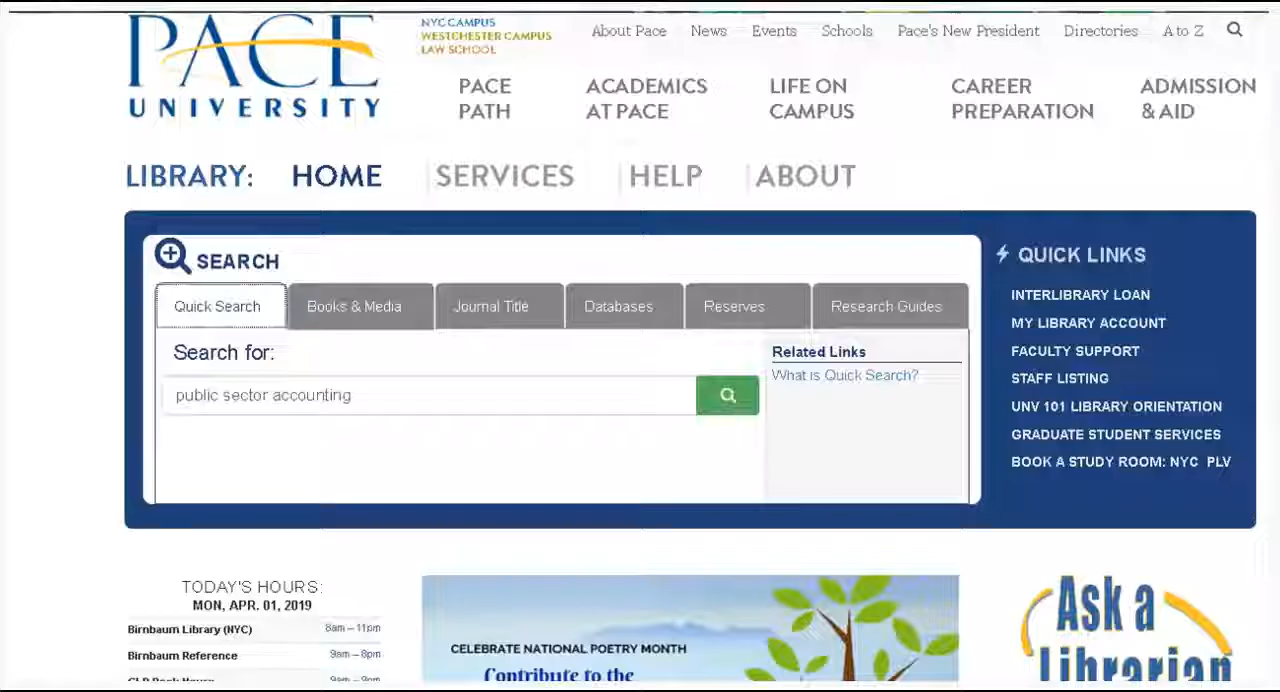 PACE
UNIVERSITY
NYC CAMPUS
WESTCHESTER CAMPUS
LAW SCHOOL
About Pace News Events Schools Pace's New President Directories A to Z
PACE PATH
ACADEMICS AT PACE
LIFE ON CAMPUS
CAREER PREPARATION
ADMISSION & AID
LIBRARY: HOME SERVICES HELP ABOUT
SEARCH
Quick Search Books & Media Journal Title Databases Reserves Research Guides
Search for:
public sector accounting
Related Links
What is Quick Search?
QUICK LINKS
INTERLIBRARY LOAN
MY LIBRARY ACCOUNT
FACULTY SUPPORT
STAFF LISTING
UNV 101 LIBRARY ORIENTATION
GRADUATE STUDENT SERVICES
BOOK A STUDY ROOM: NYC PLV
TODAY'S HOURS:
MON, APR. 01, 2019
Birnbaum Library (NYC) 8am – 11pm
Birnbaum Reference 9am – 8pm
CELEBRATE NATIONAL POETRY MONTH
Contribute to the
Ask a
Librarian